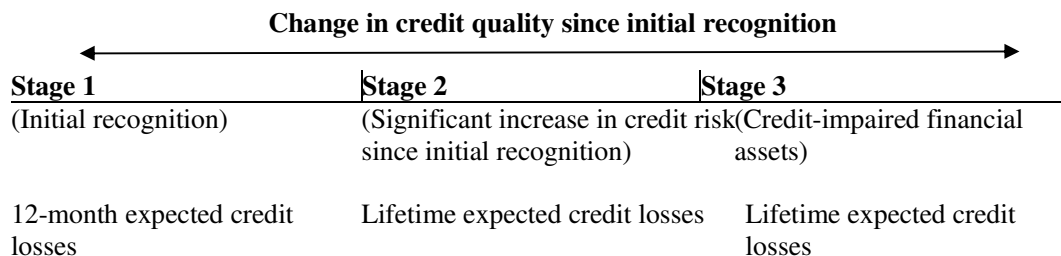 Change in credit quality since initial recognition
Stage 1 Stage 2 Stage 3
(Initial recognition) (Significant increase in credit risk (Credit-impaired financial
since initial recognition) assets)
12-month expected credit Lifetime expected credit losses Lifetime expected credit
losses losses